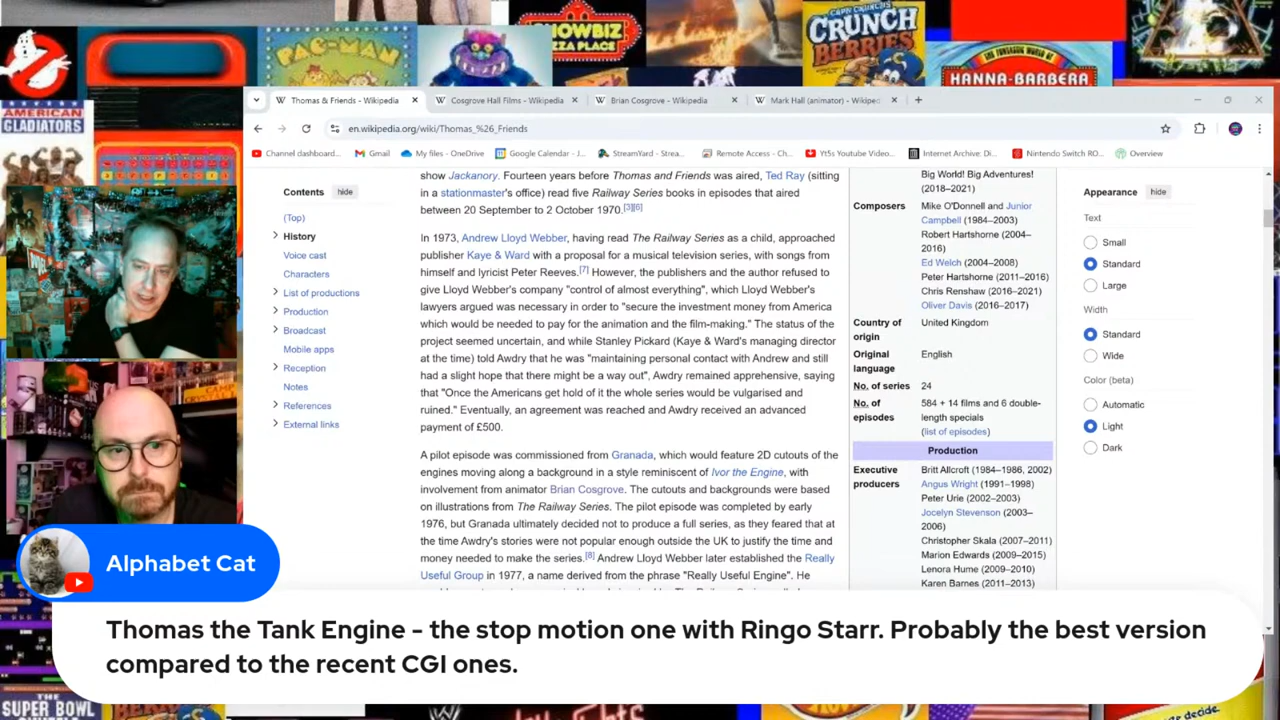 PAC-MAN
SHOWBIZ
PIZZA PLACE
CAP'N CRUNCH'S
CRUNCH
BERRIES
THE FUNTASTIC WORLD OF
HANNA-BARBERA
AMERICAN
GLADIATORS
Thomas & Friends - Wikipedia
Cosgrove Hall Films - Wikipedia
Brian Cosgrove - Wikipedia
Mark Hall (animator) - Wikiped
en.wikipedia.org/wiki/Thomas_%26_Friends
Channel dashboard...
Gmail
My files - OneDrive
Google Calendar - J...
StreamYard - Strea...
Remote Access - Ch...
Yt5s Youtube Video...
Internet Archive: Di...
Nintendo Switch RO...
Overview
Contents hide
(Top)
History
Voice cast
Characters
List of productions
Production
Broadcast
Mobile apps
Reception
Notes
References
External links
show Jackanory. Fourteen years before Thomas and Friends was aired, Ted Ray (sitting
in a stationmaster's office) read five Railway Series books in episodes that aired
between 20 September to 2 October 1970.[3][6]
In 1973, Andrew Lloyd Webber, having read The Railway Series as a child, approached
publisher Kaye & Ward with a proposal for a musical television series, with songs from
himself and lyricist Peter Reeves.[7] However, the publishers and the author refused to
give Lloyd Webber's company "control of almost everything", which Lloyd Webber's
lawyers argued was necessary in order to "secure the investment money from America
which would be needed to pay for the animation and the film-making." The status of the
project seemed uncertain, and while Stanley Pickard (Kaye & Ward's managing director
at the time) told Awdry that he was "maintaining personal contact with Andrew and still
had a slight hope that there might be a way out", Awdry remained apprehensive, saying
that "Once the Americans get hold of it the whole series would be vulgarised and
ruined." Eventually, an agreement was reached and Awdry received an advanced
payment of £500.
A pilot episode was commissioned from Granada, which would feature 2D cutouts of the
engines moving along a background in a style reminiscent of Ivor the Engine, with
involvement from animator Brian Cosgrove. The cutouts and backgrounds were based
on illustrations from The Railway Series. The pilot episode was completed by early
1976, but Granada ultimately decided not to produce a full series, as they feared that at
the time Awdry's stories were not popular enough outside the UK to justify the time and
money needed to make the series.[8] Andrew Lloyd Webber later established the Really
Useful Group in 1977, a name derived from the phrase "Really Useful Engine". He
Big World! Big Adventures!
(2018–2021)
Composers
Mike O'Donnell and Junior
Campbell (1984–2003)
Robert Hartshorne (2004–
2016)
Ed Welch (2004–2008)
Peter Hartshorne (2011–2016)
Chris Renshaw (2016–2021)
Oliver Davis (2016–2017)
Country of origin
United Kingdom
Original language
English
No. of series
24
No. of episodes
584 + 14 films and 6 double-
length specials
(list of episodes)
Production
Executive producers
Britt Allcroft (1984–1986, 2002)
Angus Wright (1991–1998)
Peter Urie (2002–2003)
Jocelyn Stevenson (2003–
2006)
Christopher Skala (2007–2011)
Marion Edwards (2009–2015)
Lenora Hume (2009–2010)
Karen Barnes (2011–2013)
Appearance hide
Text
Small
Standard
Large
Width
Standard
Wide
Color (beta)
Automatic
Light
Dark
Alphabet Cat
Thomas the Tank Engine - the stop motion one with Ringo Starr. Probably the best version
compared to the recent CGI ones.
THE
SUPER BOWL